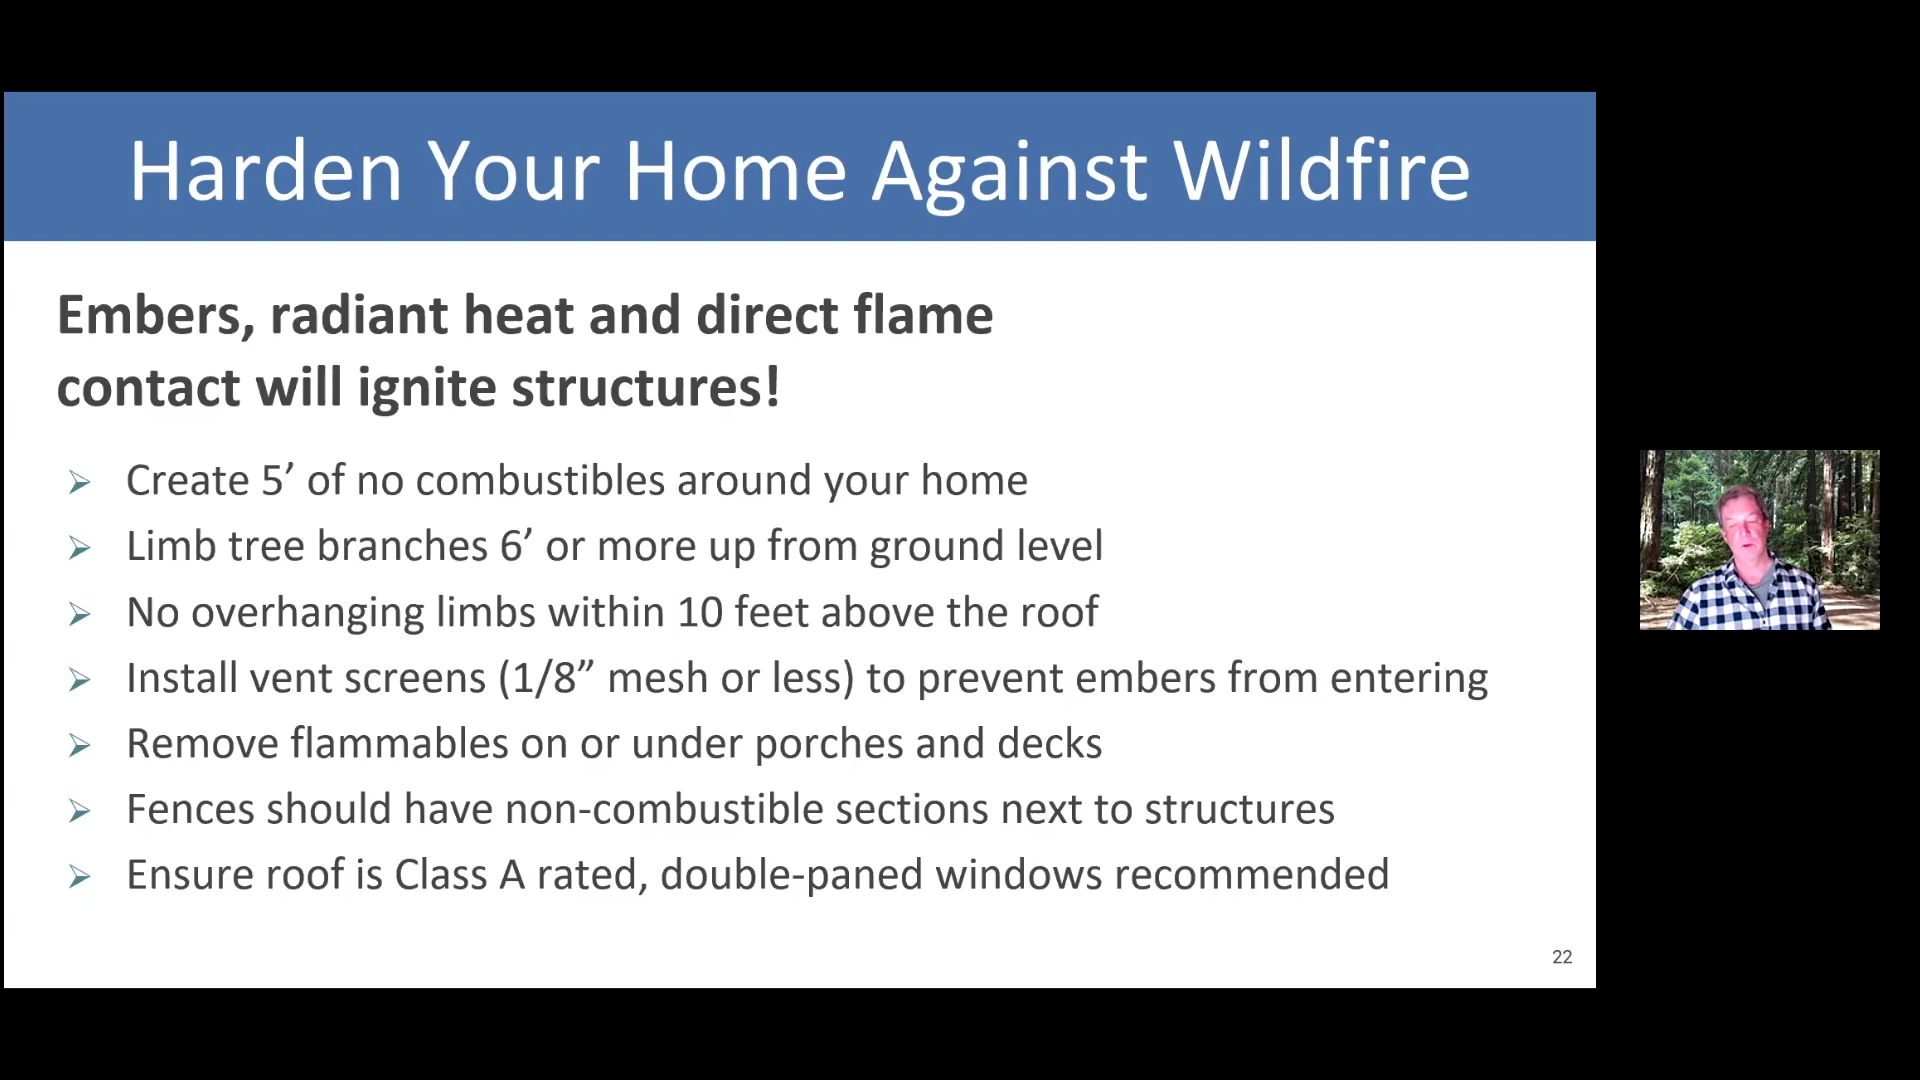 Harden Your Home Against Wildfire
Embers, radiant heat and direct flame
contact will ignite structures!
Create 5’ of no combustibles around your home
Limb tree branches 6’ or more up from ground level
No overhanging limbs within 10 feet above the roof
Install vent screens (1/8” mesh or less) to prevent embers from entering
Remove flammables on or under porches and decks
Fences should have non-combustible sections next to structures
Ensure roof is Class A rated, double-paned windows recommended
22